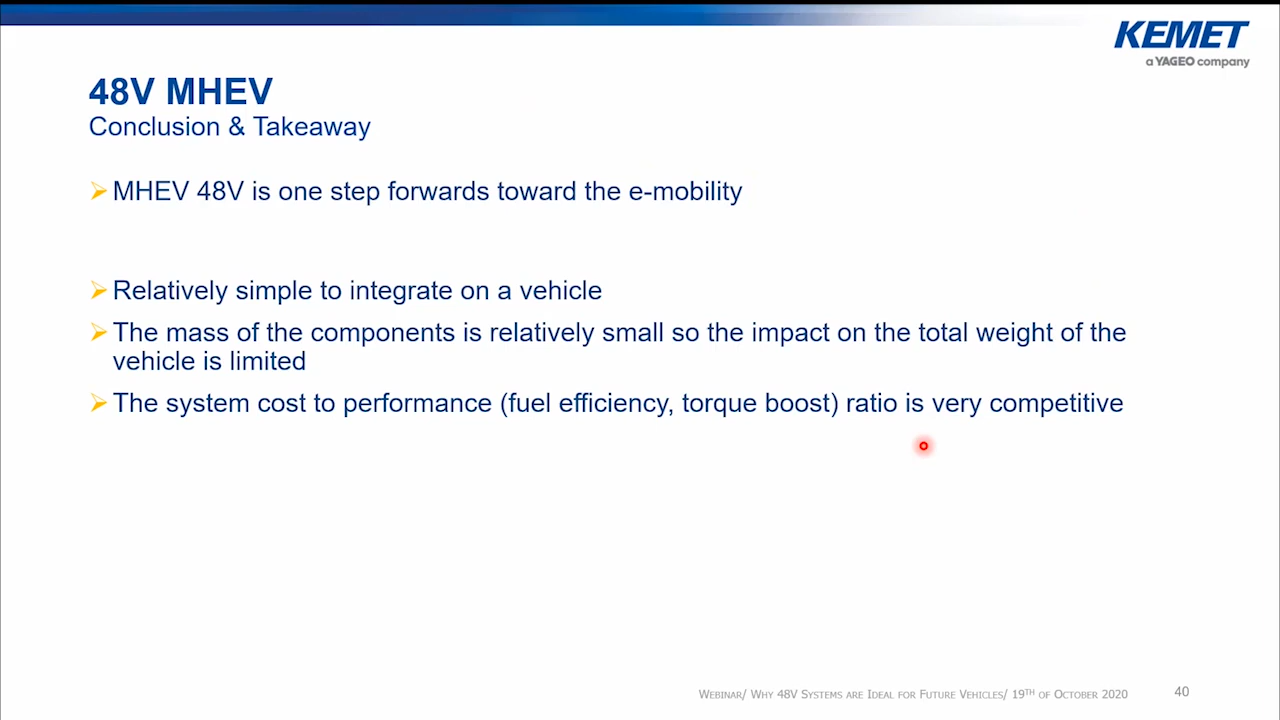 KEMET
a YAGEO company
48V MHEV
Conclusion & Takeaway
MHEV 48V is one step forwards toward the e-mobility
Relatively simple to integrate on a vehicle
The mass of the components is relatively small so the impact on the total weight of the
vehicle is limited
The system cost to performance (fuel efficiency, torque boost) ratio is very competitive
Webinar/ Why 48V Systems are Ideal for Future Vehicles/ 19TH of October 2020
40